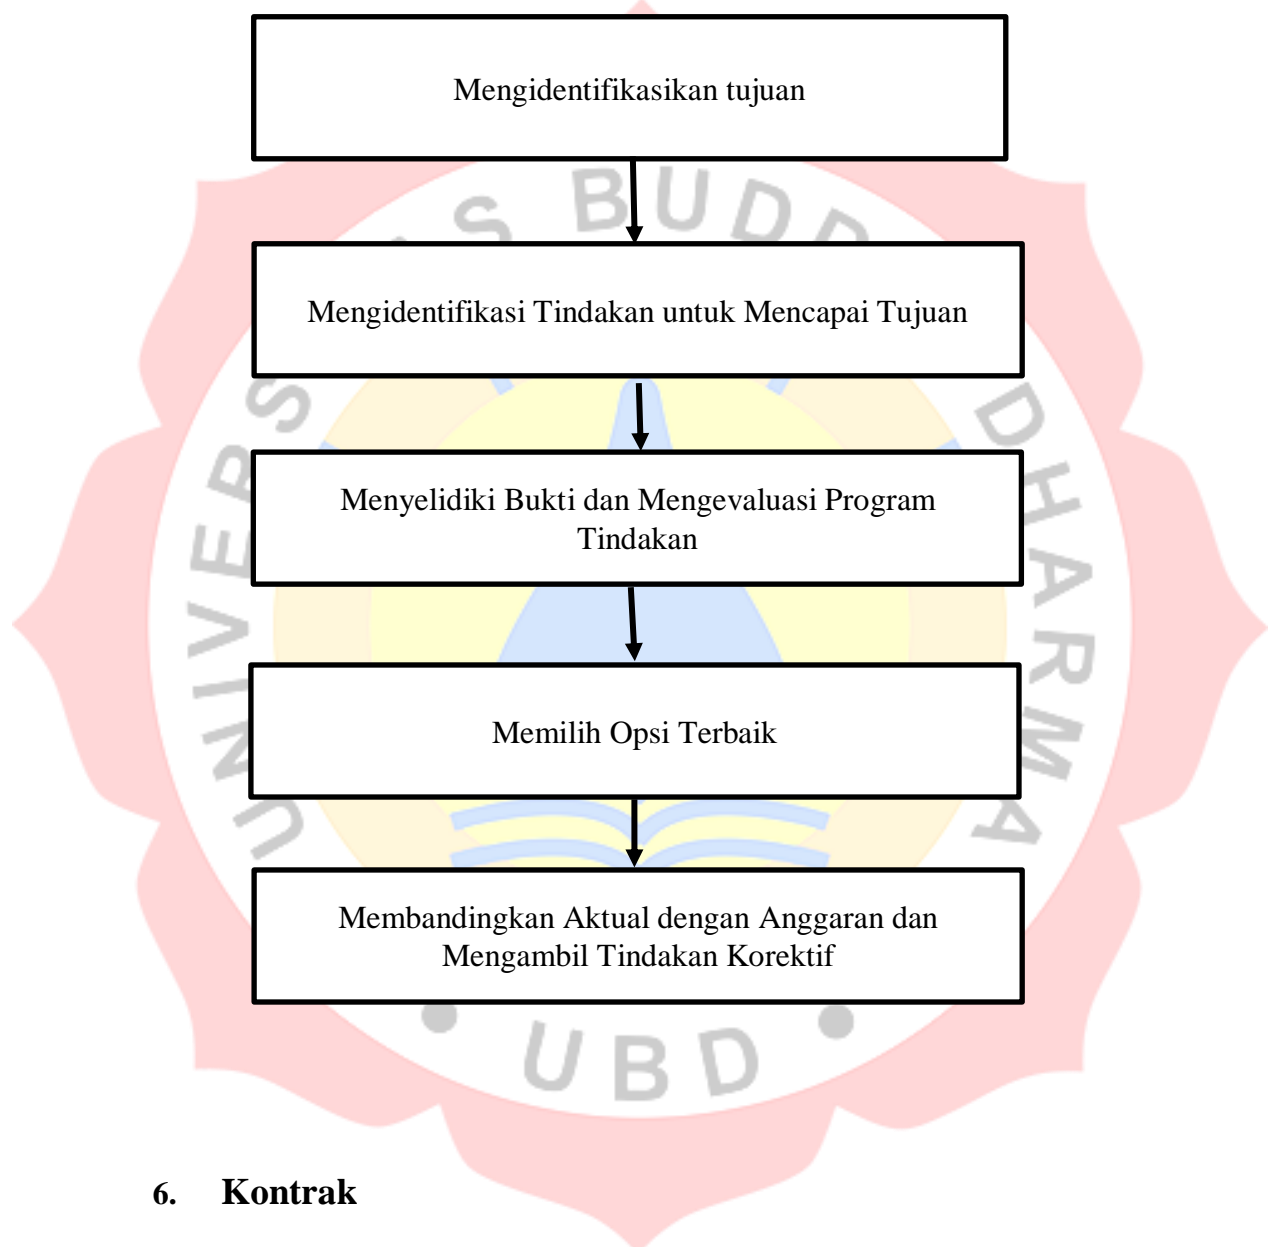 Mengidentifikasikan tujuan
Mengidentifikasi Tindakan untuk Mencapai Tujuan
Menyelidiki Bukti dan Mengevaluasi Program
Tindakan
Memilih Opsi Terbaik
Membandingkan Aktual dengan Anggaran dan
Mengambil Tindakan Korektif
UBD
6. Kontrak